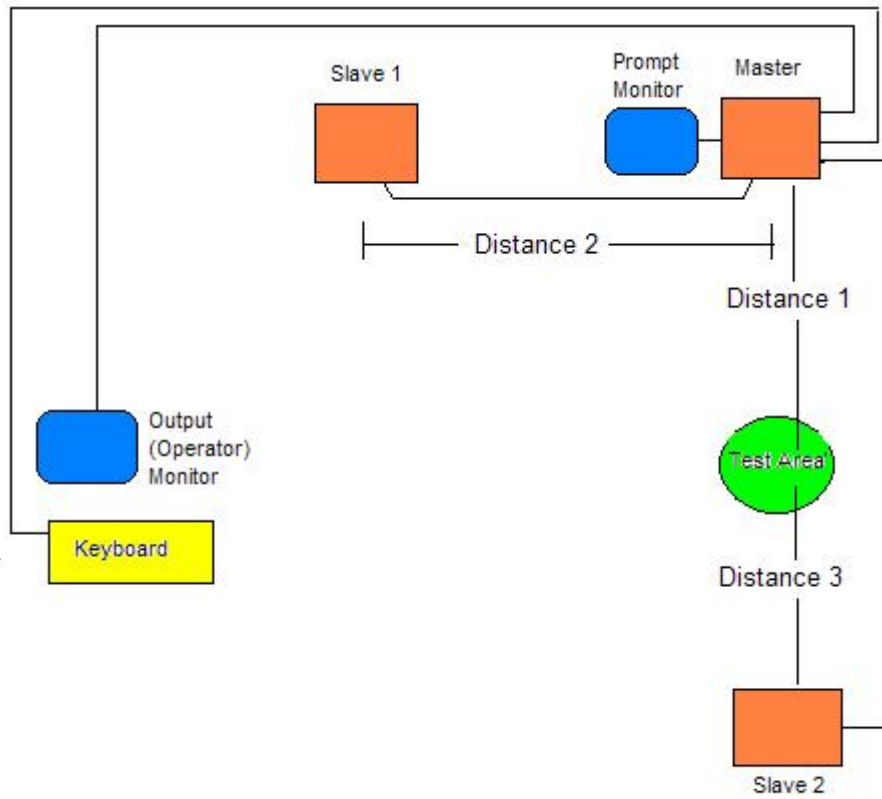 Slave 1
Prompt
Monitor
Master
Distance 2
Distance 1
Output
(Operator)
Monitor
Test Area
Keyboard
Distance 3
Slave 2